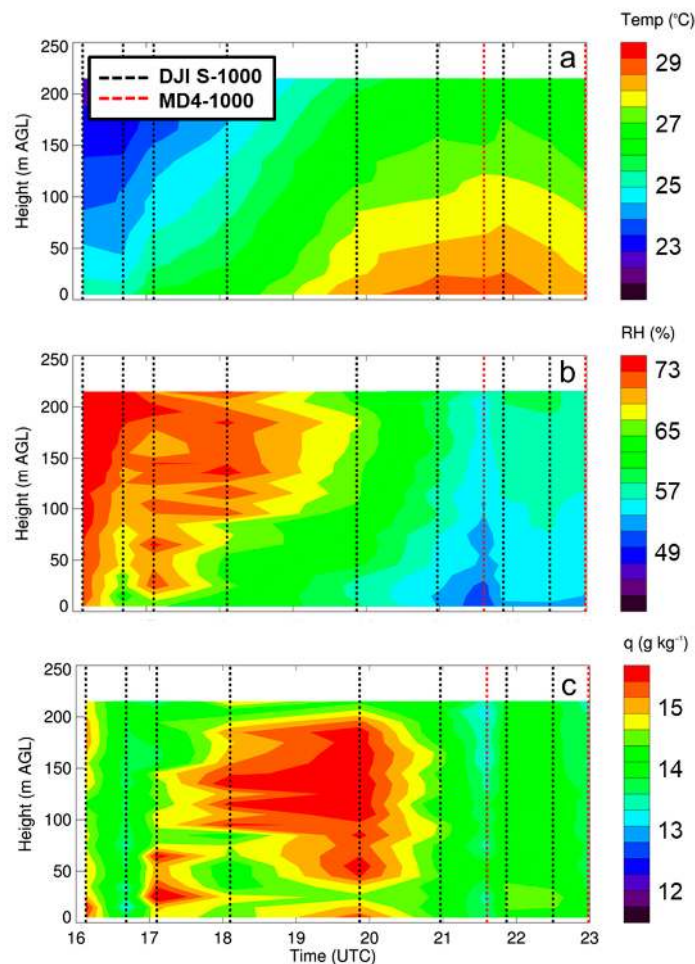 Temp (°C)
250
a
DJI S-1000
MD4-1000
200
150
100
50
0
Height (m AGL)
29
27
25
23
RH (%)
250
b
200
150
100
50
0
Height (m AGL)
73
65
57
49
q (g kg⁻¹)
250
c
200
150
100
50
0
Height (m AGL)
15
14
13
12
16 17 18 19 20 21 22 23
Time (UTC)